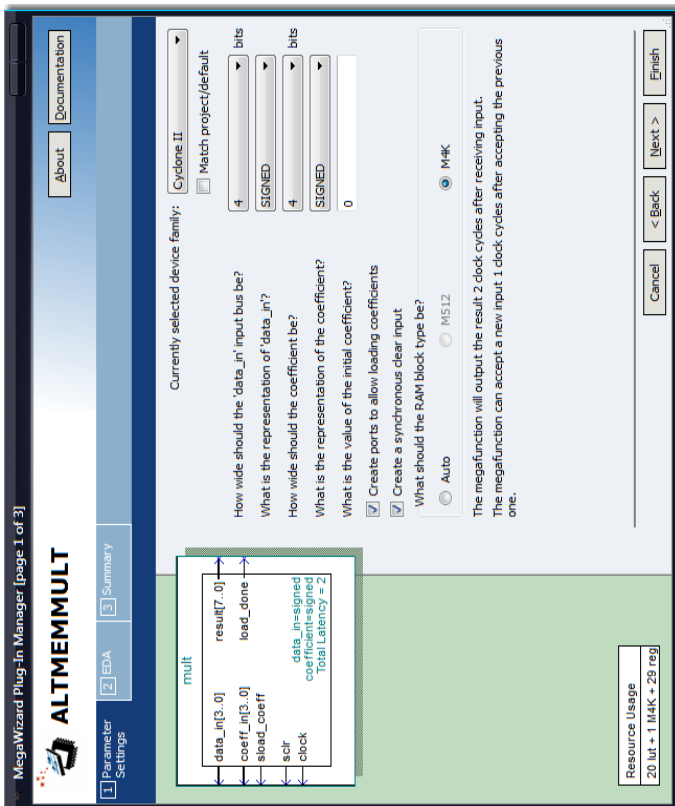 MegaWizard Plug-In Manager [page 1 of 3]
ALTMEMMULT
About
Documentation
1 Parameter Settings
2 EDA
3 Summary
mult
data_in[3..0]
result[7..0]
coeff_in[3..0]
load_done
sload_coeff
sclr
clock
data_in=signed
coefficient=signed
Total Latency = 2
Resource Usage
20 lut + 1 M4K + 29 reg
Currently selected device family:
Cyclone II
Match project/default
How wide should the 'data_in' input bus be?
4
bits
What is the representation of 'data_in'?
SIGNED
How wide should the coefficient be?
4
bits
What is the representation of the coefficient?
SIGNED
What is the value of the initial coefficient?
0
Create ports to allow loading coefficients
Create a synchronous clear input
What should the RAM block type be?
Auto
M512
M4K
The megafunction will output the result 2 clock cycles after receiving input.
The megafunction can accept a new input 1 clock cycles after accepting the previous
one.
Cancel
< Back
Next >
Finish